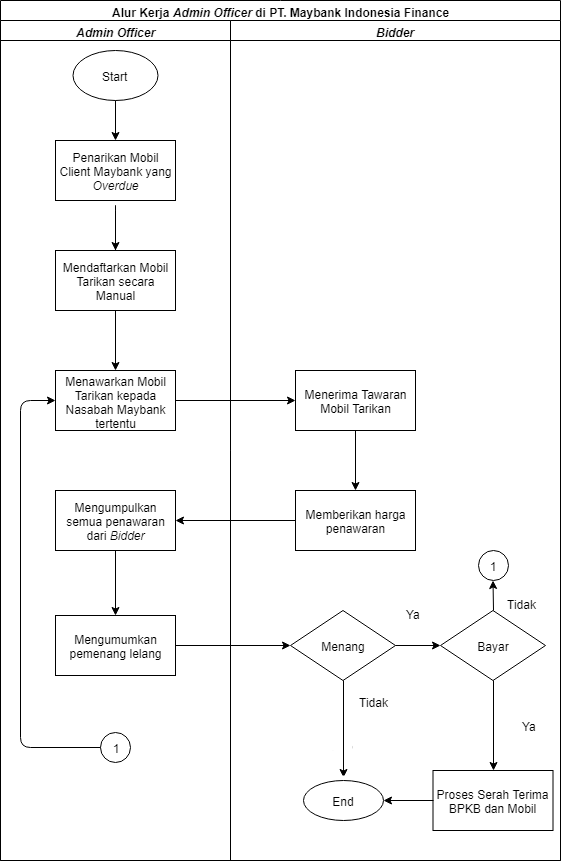 Alur Kerja Admin Officer di PT. Maybank Indonesia Finance
Admin Officer
Bidder
Start
Penarikan Mobil
Client Maybank yang
Overdue
Mendaftarkan Mobil
Tarikan secara
Manual
Menawarkan Mobil
Tarikan kepada
Nasabah Maybank
tertentu
Menerima Tawaran
Mobil Tarikan
Memberikan harga
penawaran
Mengumpulkan
semua penawaran
dari Bidder
Mengumumkan
pemenang lelang
Menang
Ya
Tidak
Bayar
Tidak
1
Ya
Proses Serah Terima
BPKB dan Mobil
End
1